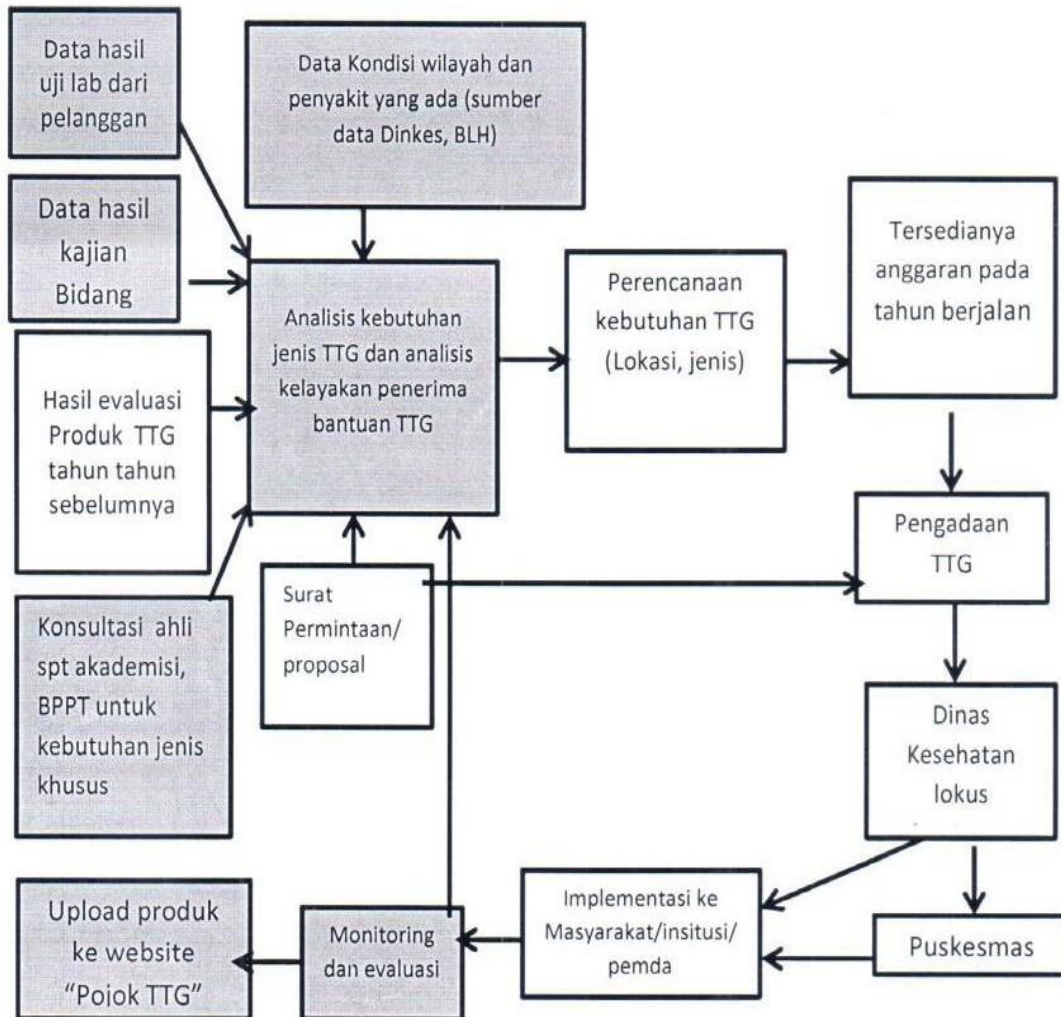 Data hasil
uji lab dari
pelanggan
Data Kondisi wilayah dan
penyakit yang ada (sumber
data Dinkes, BLH)
Data hasil
kajian
Bidang
Analisis kebutuhan
jenis TTG dan analisis
kelayakan penerima
bantuan TTG
Perencanaan
kebutuhan TTG
(Lokasi, jenis)
Tersedianya
anggaran pada
tahun berjalan
Hasil evaluasi
Produk TTG
tahun tahun
sebelumnya
Pengadaan
TTG
Surat
Permintaan/
proposal
Konsultasi ahli
spt akademisi,
BPPT untuk
kebutuhan jenis
khusus
Dinas
Kesehatan
lokus
Upload produk
ke website
“Pojok TTG”
Monitoring
dan evaluasi
Implementasi ke
Masyarakat/insitusi/
pemda
Puskesmas